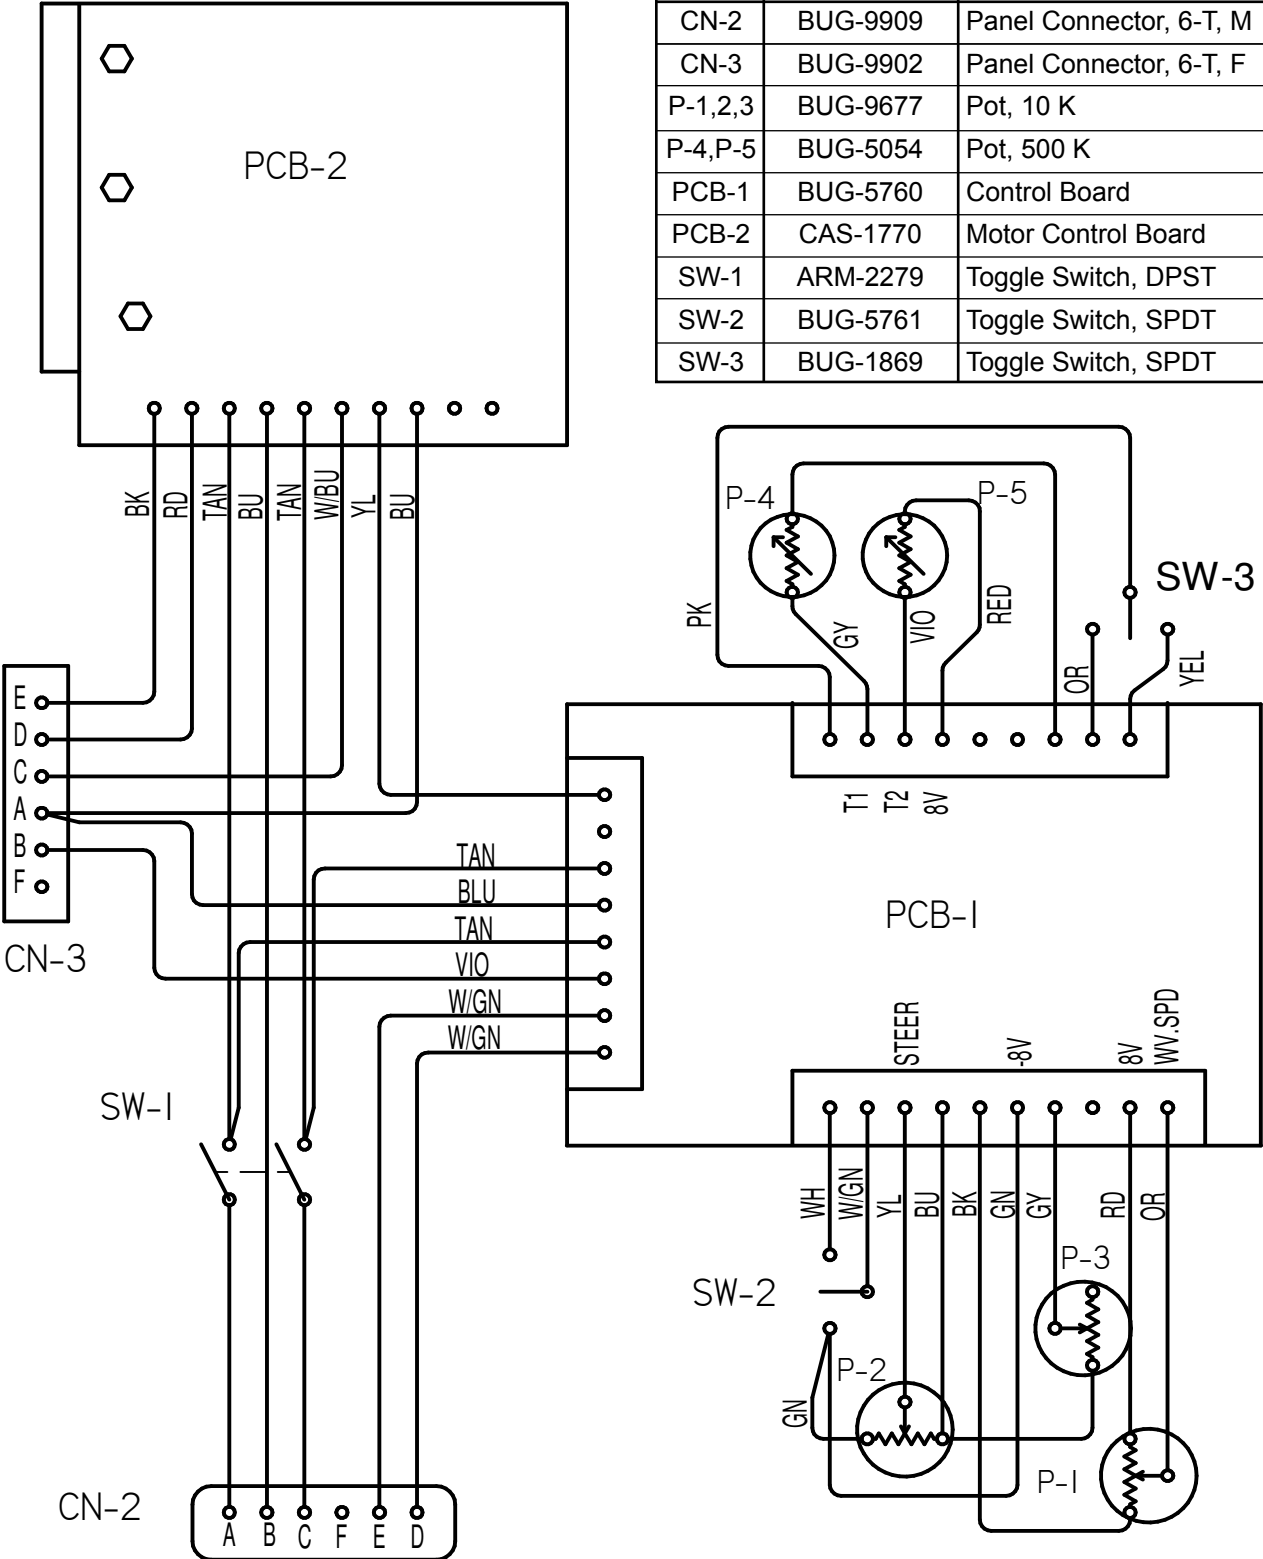 CN-2 BUG-9909 Panel Connector, 6-T, M
CN-3 BUG-9902 Panel Connector, 6-T, F
P-1,2,3 BUG-9677 Pot, 10 K
P-4,P-5 BUG-5054 Pot, 500 K
PCB-1 BUG-5760 Control Board
PCB-2 CAS-1770 Motor Control Board
SW-1 ARM-2279 Toggle Switch, DPST
SW-2 BUG-5761 Toggle Switch, SPDT
SW-3 BUG-1869 Toggle Switch, SPDT
PCB-2
BK RD TAN BU TAN W/BU YL BU
P-4
P-5
SW-3
PK
GY
VIO
RED
OR
YEL
E
D
C
A
B
F
CN-3
T1 T2 8V
TAN
BLU
TAN
VIO
W/GN
W/GN
PCB-1
STEER -8V 8V WV.SPD
SW-1
WH W/GN YL BU BK GN GY RD OR
SW-2
P-3
P-2
GN
P-1
CN-2
A B C F E D